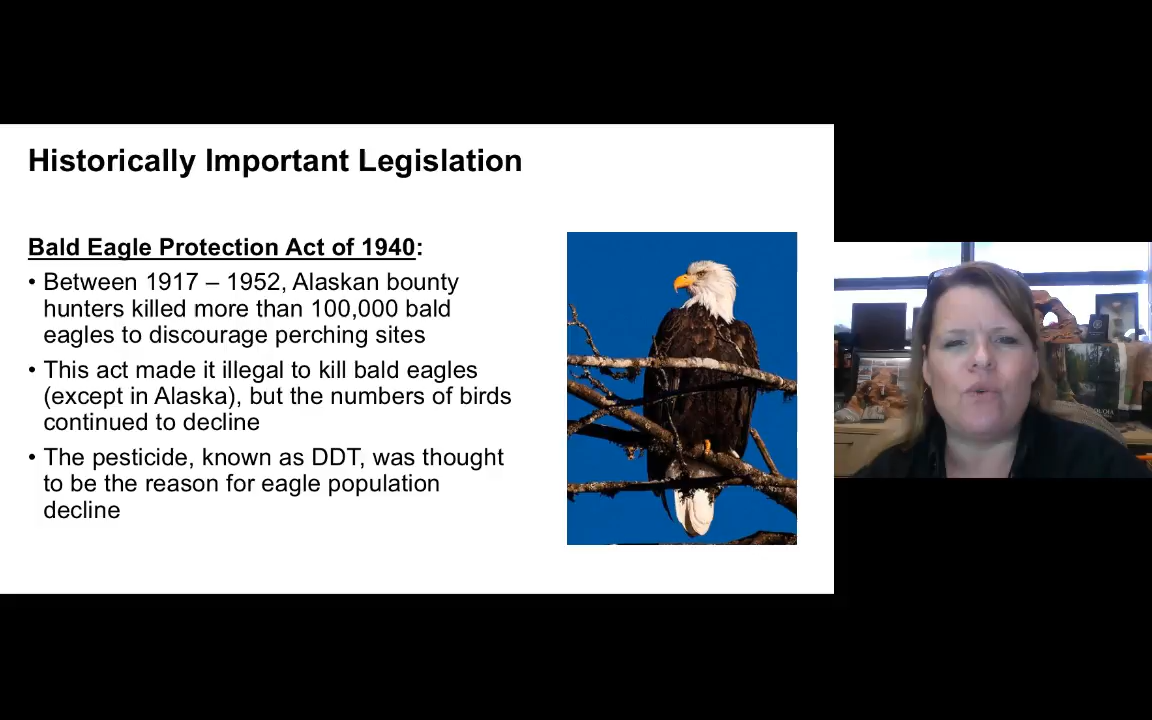 Historically Important Legislation
Bald Eagle Protection Act of 1940:
• Between 1917 – 1952, Alaskan bounty
hunters killed more than 100,000 bald
eagles to discourage perching sites
• This act made it illegal to kill bald eagles
(except in Alaska), but the numbers of birds
continued to decline
• The pesticide, known as DDT, was thought
to be the reason for eagle population
decline